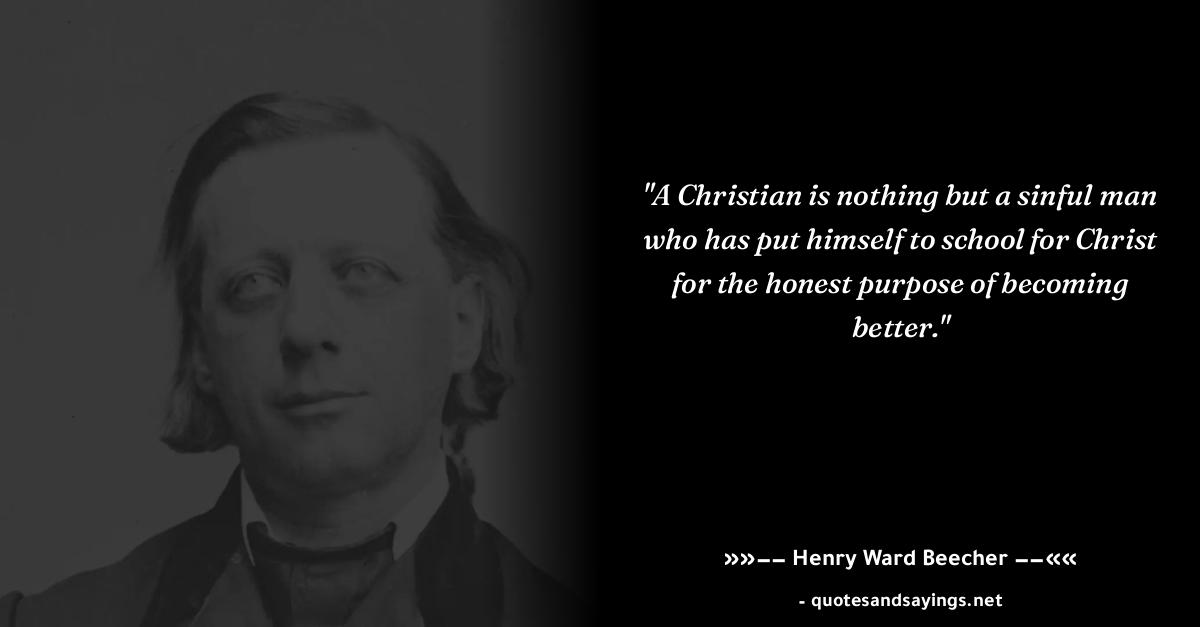 "A Christian is nothing but a sinful man
who has put himself to school for Christ
for the honest purpose of becoming
better."
»»−− Henry Ward Beecher −−««
- quotesandsayings.net